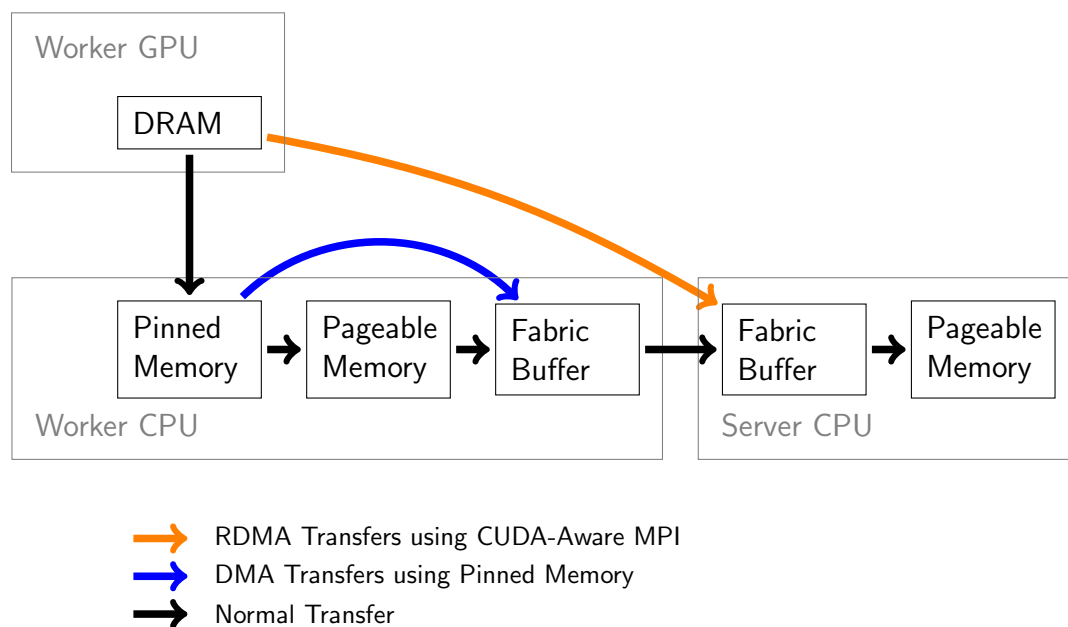 Worker GPU
DRAM
Pinned
Memory
Pageable
Memory
Fabric
Buffer
Fabric
Buffer
Pageable
Memory
Worker CPU
Server CPU
RDMA Transfers using CUDA-Aware MPI
DMA Transfers using Pinned Memory
Normal Transfer